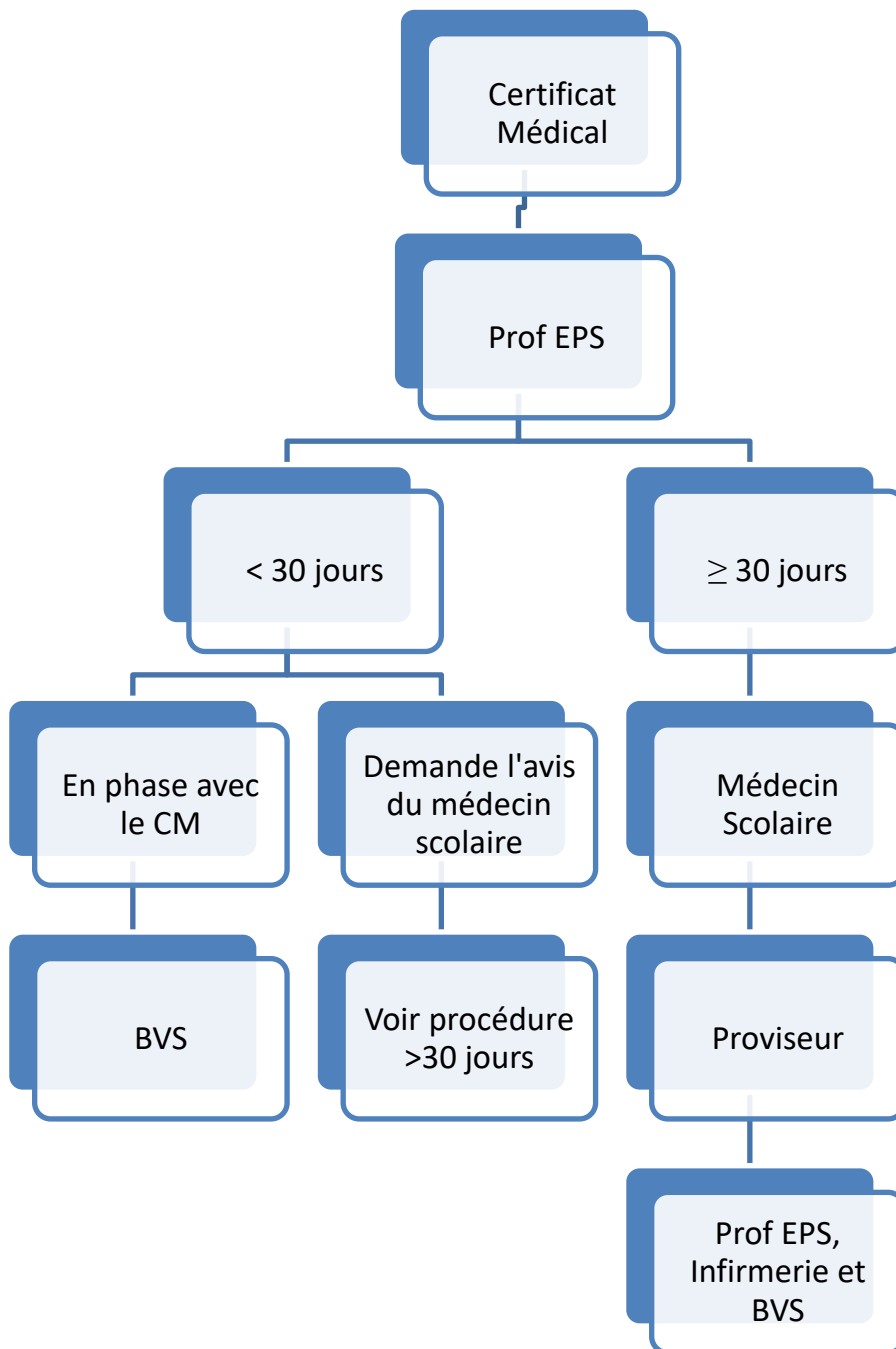 Certificat
Médical
Prof EPS
< 30 jours
≥ 30 jours
En phase avec
le CM
Demande l'avis
du médecin
scolaire
Médecin
Scolaire
BVS
Voir procédure
>30 jours
Proviseur
Prof EPS,
Infirmerie et
BVS